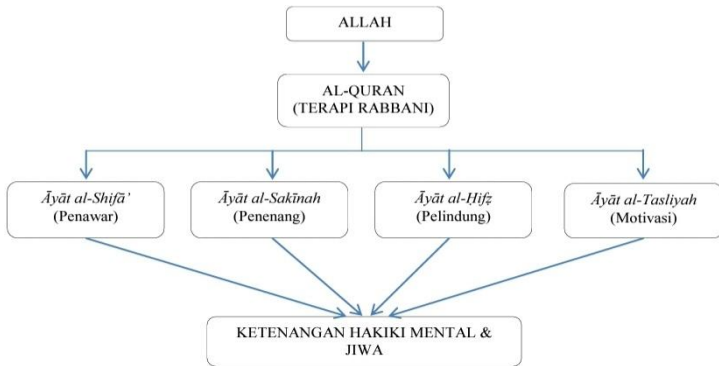 ALLAH
AL-QURAN
(TERAPI RABBANI)
Āyāt al-Shifā’
(Penawar)
Āyāt al-Sakīnah
(Penenang)
Āyāt al-Ḥifẓ
(Pelindung)
Āyāt al-Tasliyah
(Motivasi)
KETENANGAN HAKIKI MENTAL &
JIWA